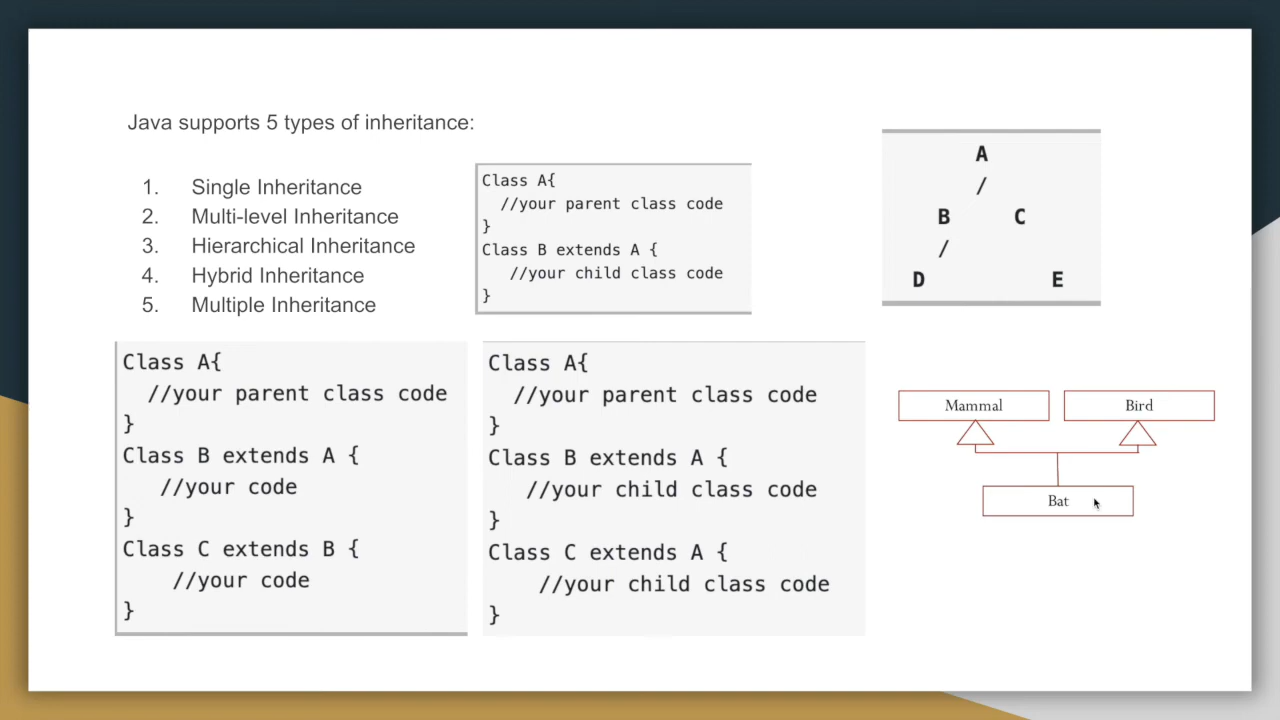 Java supports 5 types of inheritance:
1. Single Inheritance
2. Multi-level Inheritance
3. Hierarchical Inheritance
4. Hybrid Inheritance
5. Multiple Inheritance
Class A{
//your parent class code
}
Class B extends A {
//your child class code
}
A
/
B C
/
D E
Class A{
//your parent class code
}
Class B extends A {
//your code
}
Class C extends B {
//your code
}
Class A{
//your parent class code
}
Class B extends A {
//your child class code
}
Class C extends A {
//your child class code
}
Mammal Bird
Bat